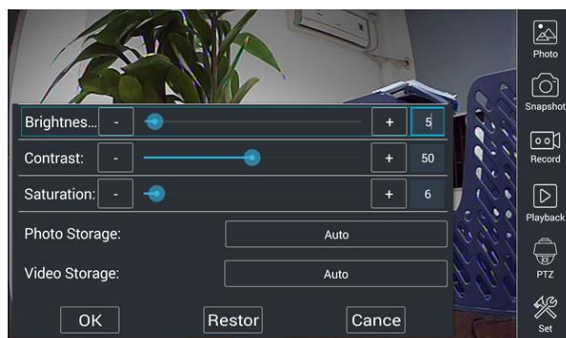 Brightnes... - + 5
Contrast: - + 50
Saturation: - + 6
Photo Storage: Auto
Video Storage: Auto
OK Restor Cance
Photo
Snapshot
Record
Playback
PTZ
Set